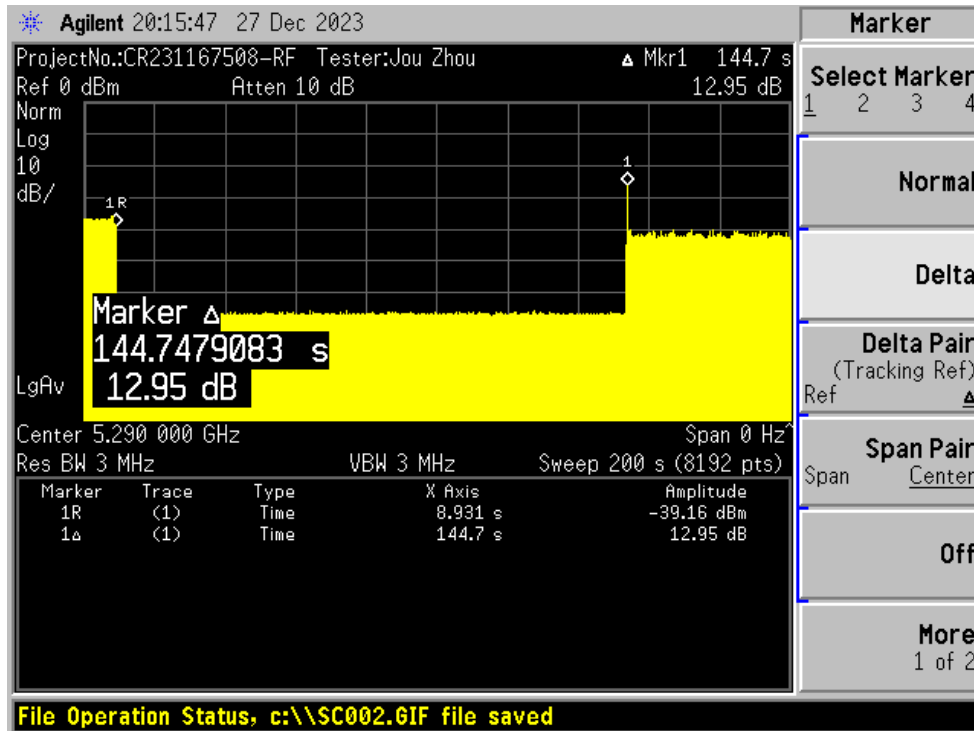 Agilent 20:15:47 27 Dec 2023
ProjectNo.:CR231167508-RF Tester:Jou Zhou Δ Mkr1 144.7 s
Ref 0 dBm Atten 10 dB 12.95 dB
Norm
Log
10
dB/
1R
1
Marker Δ
144.7479083 s
12.95 dB
LgAv
Center 5.290 000 GHz Span 0 Hz^
Res BW 3 MHz VBW 3 MHz Sweep 200 s (8192 pts)
Marker Trace Type X Axis Amplitude
1R (1) Time 8.931 s -39.16 dBm
1Δ (1) Time 144.7 s 12.95 dB
Marker
Select Marker
1 2 3 4
Normal
Delta
Delta Pair
(Tracking Ref)
Ref Δ
Span Pair
Span Center
Off
More
1 of 2
File Operation Status, c:\\SC002.GIF file saved